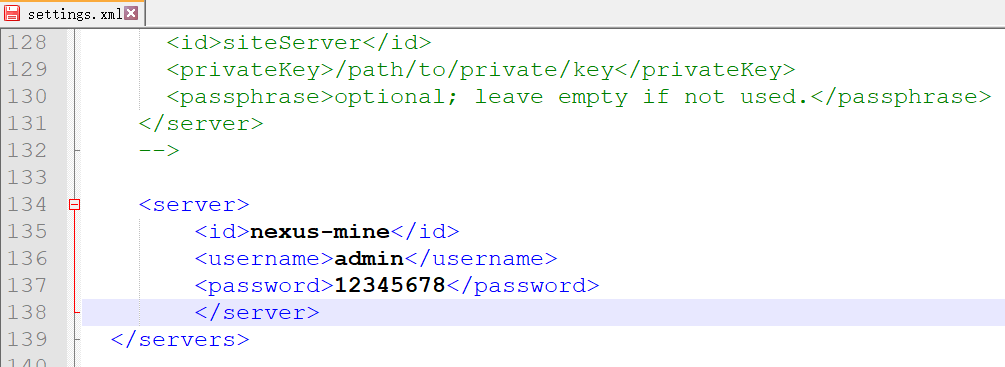 settings.xml
128 <id>siteServer</id>
129 <privateKey>/path/to/private/key</privateKey>
130 <passphrase>optional; leave empty if not used.</passphrase>
131 </server>
132 -->
133
134 <server>
135 <id>nexus-mine</id>
136 <username>admin</username>
137 <password>12345678</password>
138 </server>
139 </servers>
140